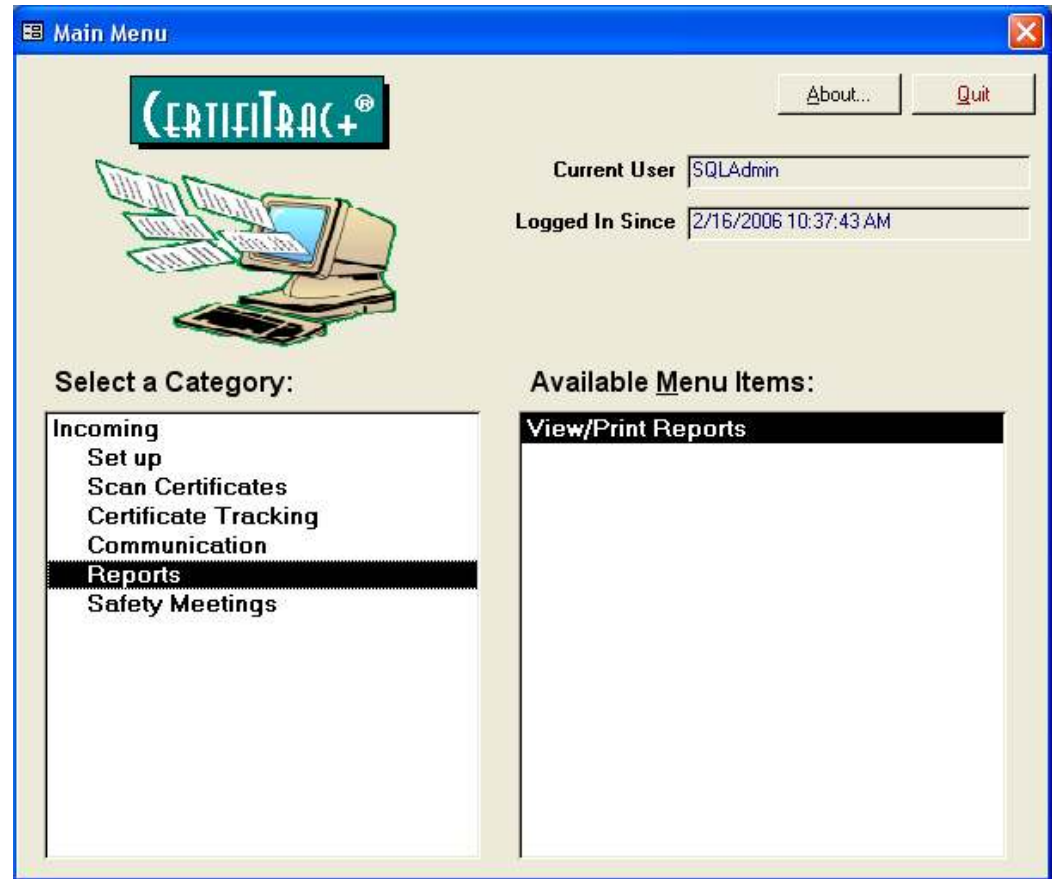 Main Menu
CERTIFITRAC+®
About...
Quit
Current User SQLAdmin
Logged In Since 2/16/2006 10:37:43 AM
Select a Category:
Available Menu Items:
Incoming
Set up
Scan Certificates
Certificate Tracking
Communication
Reports
Safety Meetings
View/Print Reports